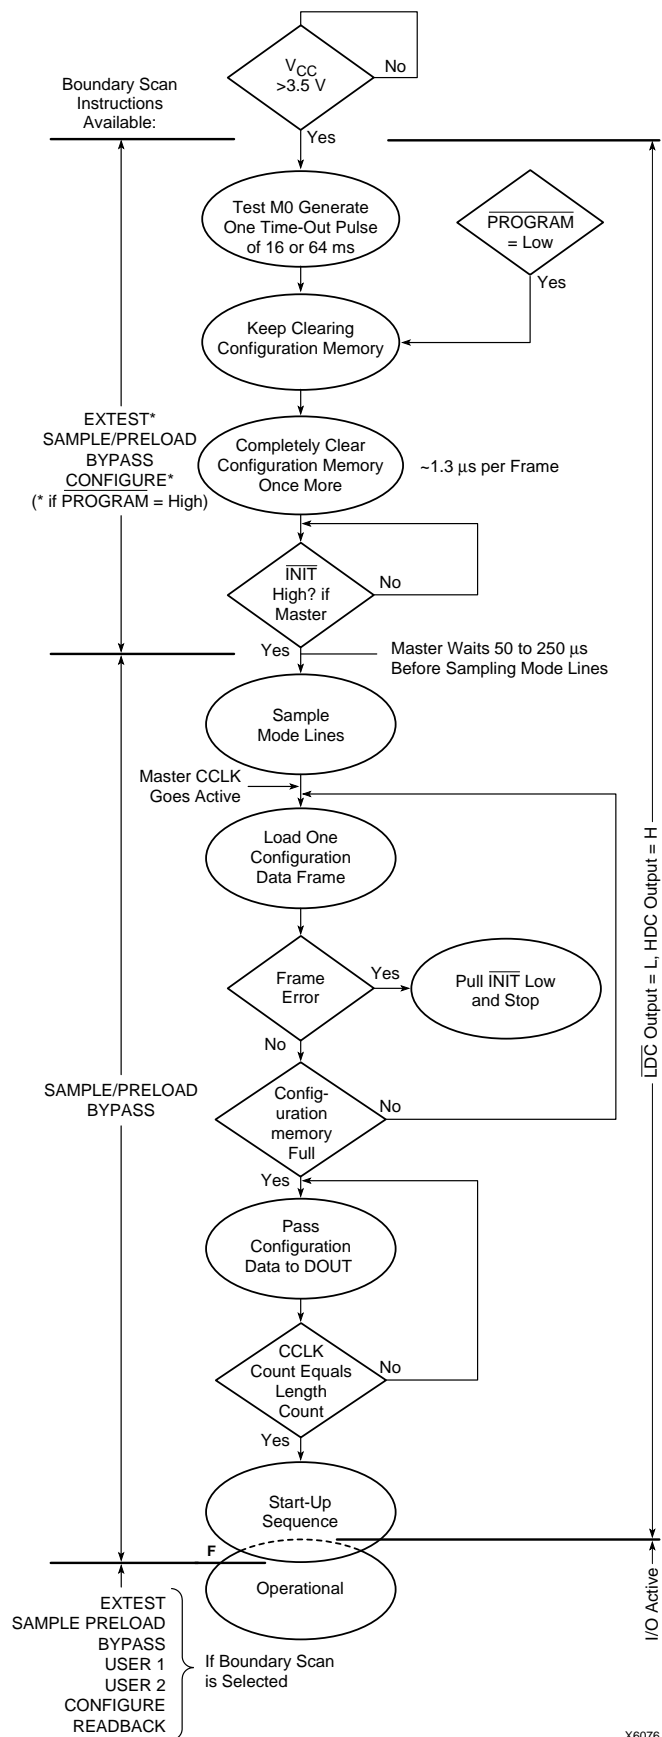 V_CC
>3.5 V
No
Boundary Scan
Instructions
Available:
Yes
Test M0 Generate
One Time-Out Pulse
of 16 or 64 ms
PROGRAM
= Low
Yes
Keep Clearing
Configuration Memory
EXTEST*
SAMPLE/PRELOAD
BYPASS
CONFIGURE*
(* if PROGRAM = High)
Completely Clear
Configuration Memory
Once More
~1.3 µs per Frame
INIT
High? if
Master
No
Yes
Master Waits 50 to 250 µs
Before Sampling Mode Lines
Sample
Mode Lines
Master CCLK
Goes Active
Load One
Configuration
Data Frame
LDC Output = L, HDC Output = H
Frame
Error
Yes
Pull INIT Low
and Stop
No
SAMPLE/PRELOAD
BYPASS
Config-
uration
memory
Full
No
Yes
Pass
Configuration
Data to DOUT
CCLK
Count Equals
Length
Count
No
Yes
Start-Up
Sequence
F
Operational
I/O Active
EXTEST
SAMPLE PRELOAD
BYPASS
USER 1
USER 2
CONFIGURE
READBACK
If Boundary Scan
is Selected
X6076